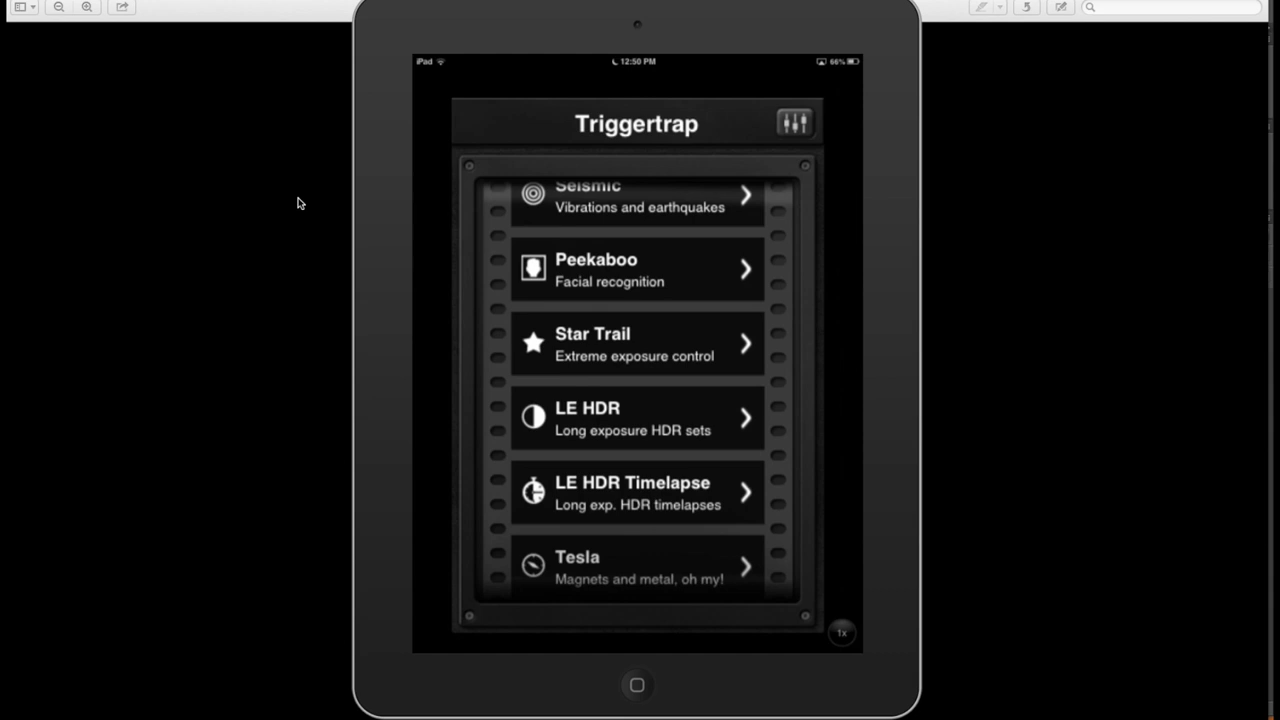 iPad 12:50 PM 66%
Triggertrap
Seismic
Vibrations and earthquakes
Peekaboo
Facial recognition
Star Trail
Extreme exposure control
LE HDR
Long exposure HDR sets
LE HDR Timelapse
Long exp. HDR timelapses
Tesla
Magnets and metal, oh my!
1x